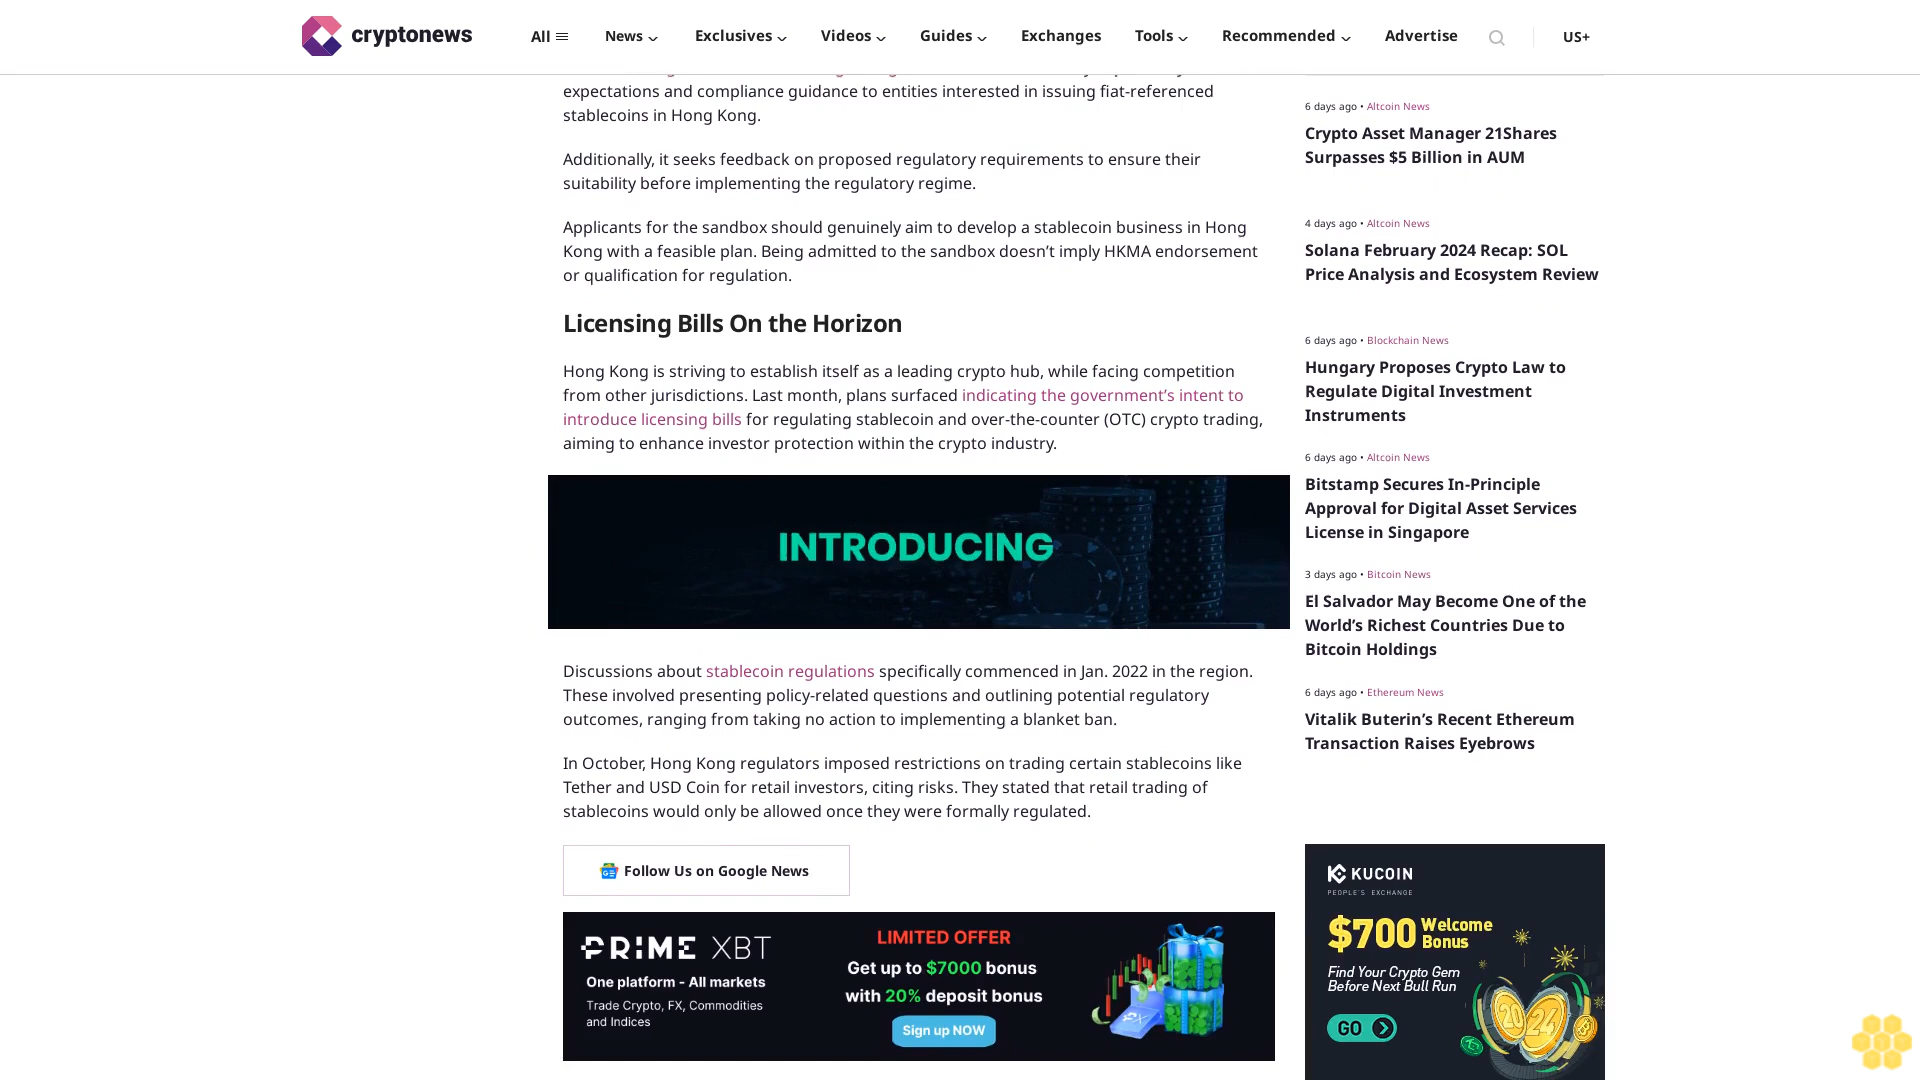 cryptonews
All
News
Exclusives
Videos
Guides
Exchanges
Tools
Recommended
Advertise
US+
expectations and compliance guidance to entities interested in issuing fiat-referenced
stablecoins in Hong Kong.
Additionally, it seeks feedback on proposed regulatory requirements to ensure their
suitability before implementing the regulatory regime.
Applicants for the sandbox should genuinely aim to develop a stablecoin business in Hong
Kong with a feasible plan. Being admitted to the sandbox doesn’t imply HKMA endorsement
or qualification for regulation.
Licensing Bills On the Horizon
Hong Kong is striving to establish itself as a leading crypto hub, while facing competition
from other jurisdictions. Last month, plans surfaced indicating the government’s intent to
introduce licensing bills for regulating stablecoin and over-the-counter (OTC) crypto trading,
aiming to enhance investor protection within the crypto industry.
INTRODUCING
Discussions about stablecoin regulations specifically commenced in Jan. 2022 in the region.
These involved presenting policy-related questions and outlining potential regulatory
outcomes, ranging from taking no action to implementing a blanket ban.
In October, Hong Kong regulators imposed restrictions on trading certain stablecoins like
Tether and USD Coin for retail investors, citing risks. They stated that retail trading of
stablecoins would only be allowed once they were formally regulated.
Follow Us on Google News
PRIME XBT
One platform - All markets
Trade Crypto, FX, Commodities
and Indices
LIMITED OFFER
Get up to $7000 bonus
with 20% deposit bonus
Sign up NOW
6 days ago • Altcoin News
Crypto Asset Manager 21Shares
Surpasses $5 Billion in AUM
4 days ago • Altcoin News
Solana February 2024 Recap: SOL
Price Analysis and Ecosystem Review
6 days ago • Blockchain News
Hungary Proposes Crypto Law to
Regulate Digital Investment
Instruments
6 days ago • Altcoin News
Bitstamp Secures In-Principle
Approval for Digital Asset Services
License in Singapore
3 days ago • Bitcoin News
El Salvador May Become One of the
World’s Richest Countries Due to
Bitcoin Holdings
6 days ago • Ethereum News
Vitalik Buterin’s Recent Ethereum
Transaction Raises Eyebrows
KUCOIN
PEOPLE'S EXCHANGE
$700 Welcome
Bonus
Find Your Crypto Gem
Before Next Bull Run
GO
20 24